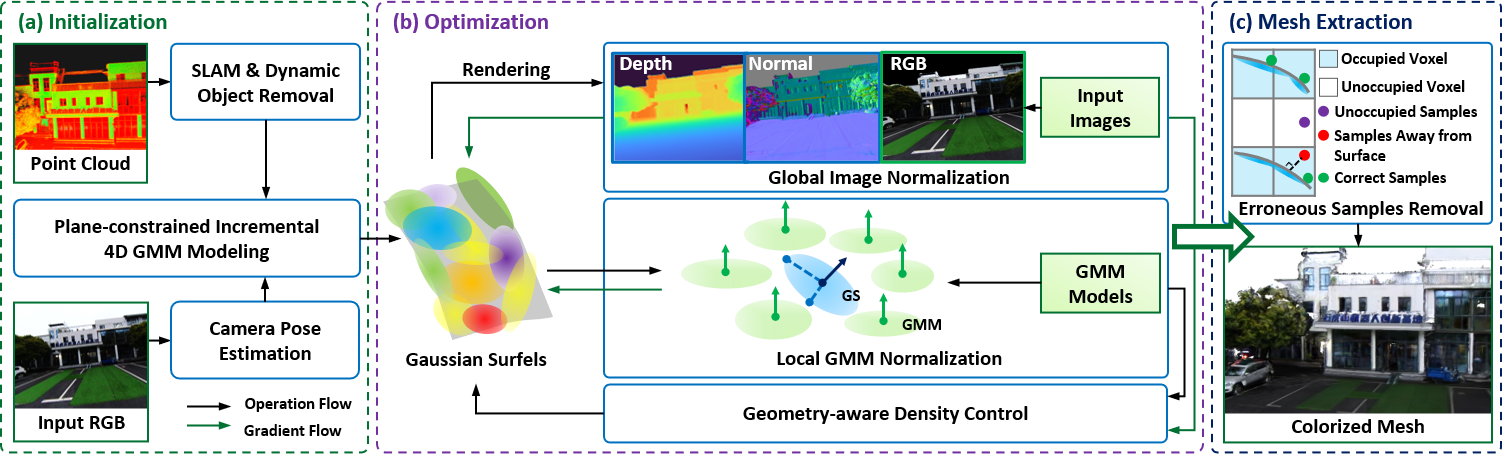 (a) Initialization
Point Cloud
SLAM & Dynamic
Object Removal
Plane-constrained Incremental
4D GMM Modeling
Input RGB
Camera Pose
Estimation
Operation Flow
Gradient Flow
(b) Optimization
Rendering
Gaussian Surfels
Depth
Normal
RGB
Input
Images
Global Image Normalization
GS
GMM
GMM
Models
Local GMM Normalization
Geometry-aware Density Control
(c) Mesh Extraction
Occupied Voxel
Unoccupied Voxel
Unoccupied Samples
Samples Away from
Surface
Correct Samples
Erroneous Samples Removal
Colorized Mesh